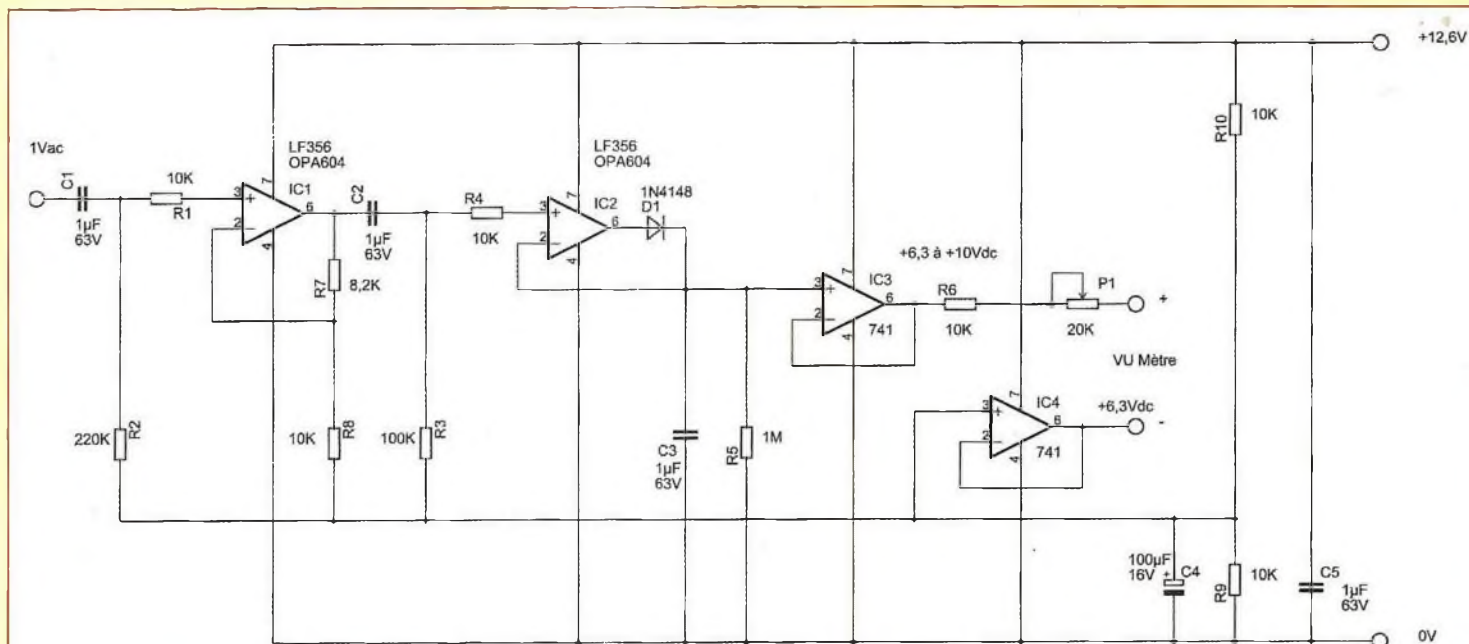 +12,6V
1Vac
C1
1µF
63V
10K
R1
220K
R2
LF356
OPA604
7
3
+
2
-
6
4
IC1
R7
8,2K
10K
R8
C2
1µF
63V
100K
R3
R4
10K
LF356
OPA604
7
3
+
2
-
6
4
IC2
1N4148
D1
C3
1µF
63V
R5
1M
7
3
+
2
-
6
4
IC3
741
+6,3 à +10Vdc
R6
10K
P1
20K
+
VU Mètre
7
3
+
2
-
6
4
IC4
741
+6,3Vdc
-
R10
10K
100µF
16V
+
C4
R9
10K
C5
1µF
63V
0V